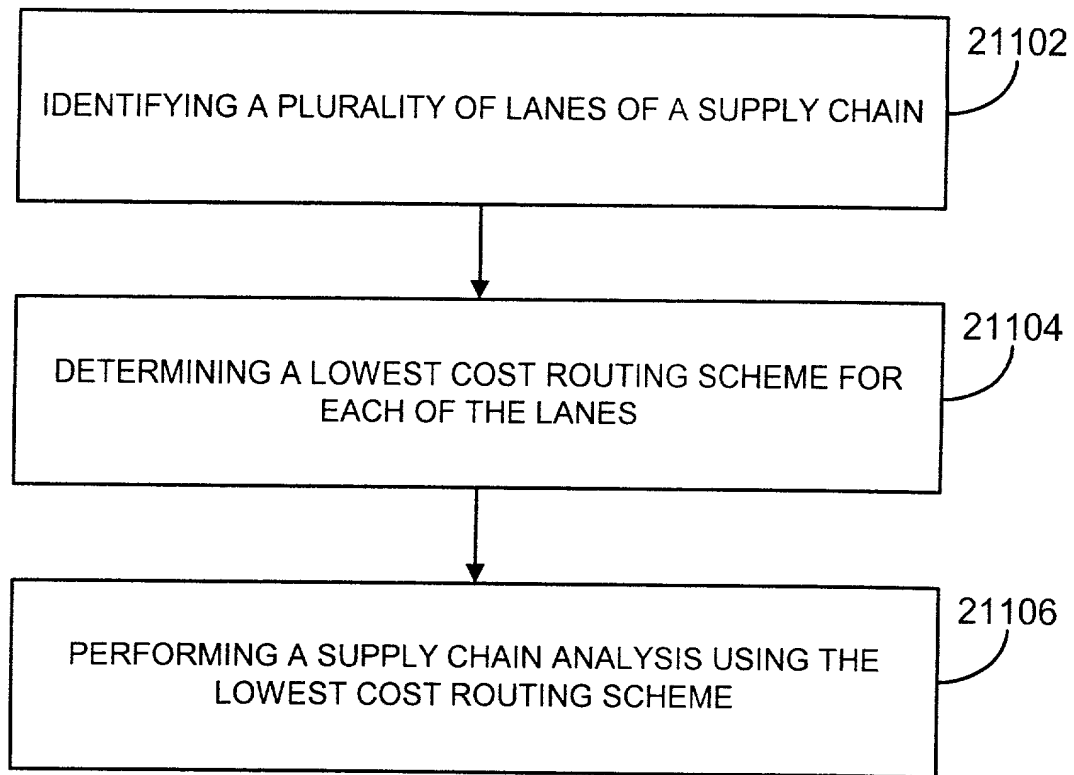 21102
IDENTIFYING A PLURALITY OF LANES OF A SUPPLY CHAIN
21104
DETERMINING A LOWEST COST ROUTING SCHEME FOR
EACH OF THE LANES
21106
PERFORMING A SUPPLY CHAIN ANALYSIS USING THE
LOWEST COST ROUTING SCHEME